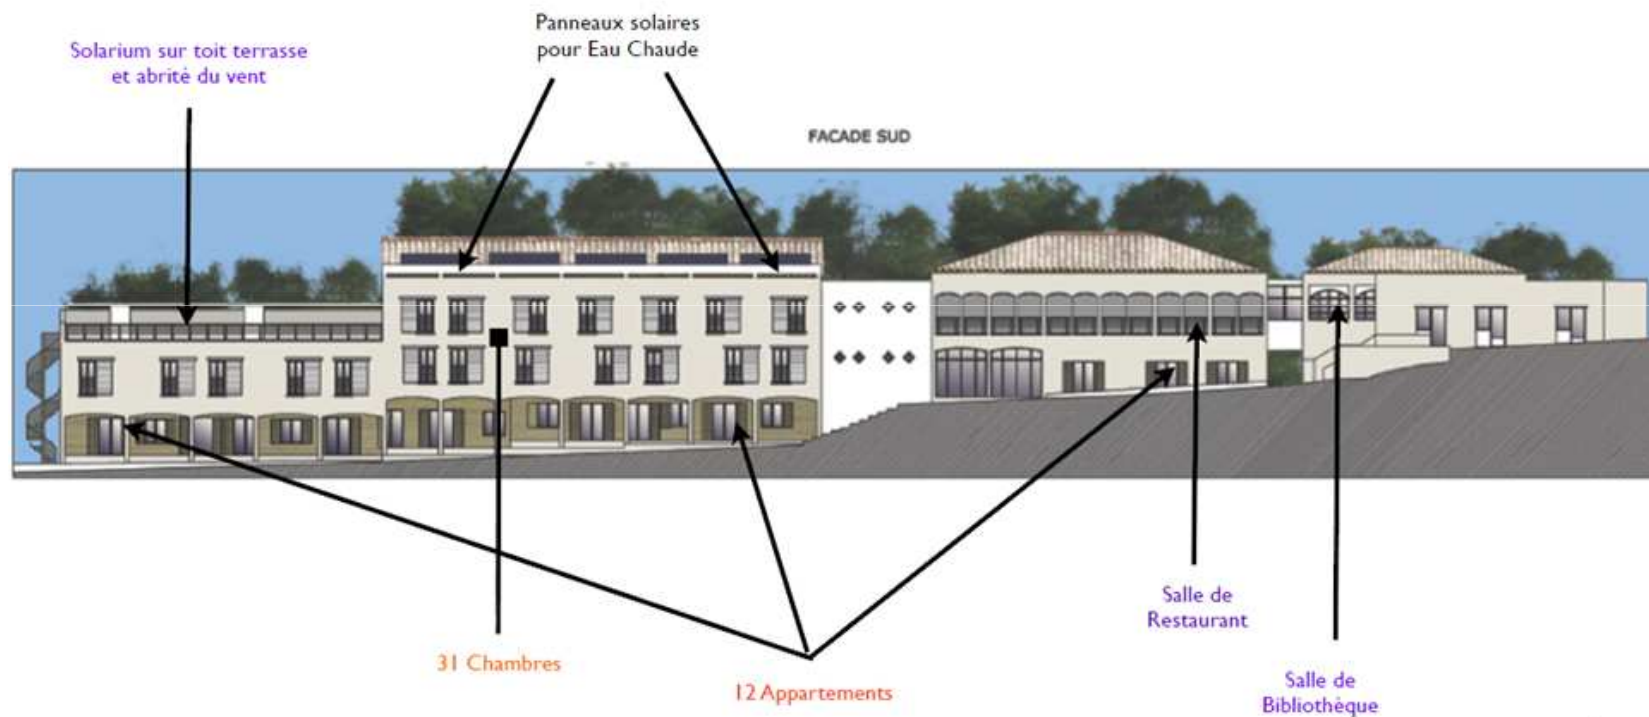 Panneaux solaires
pour Eau Chaude
Solarium sur toit terrasse
et abrité du vent
FACADE SUD
Salle de
Restaurant
31 Chambres
12 Appartements
Salle de
Bibliothèque